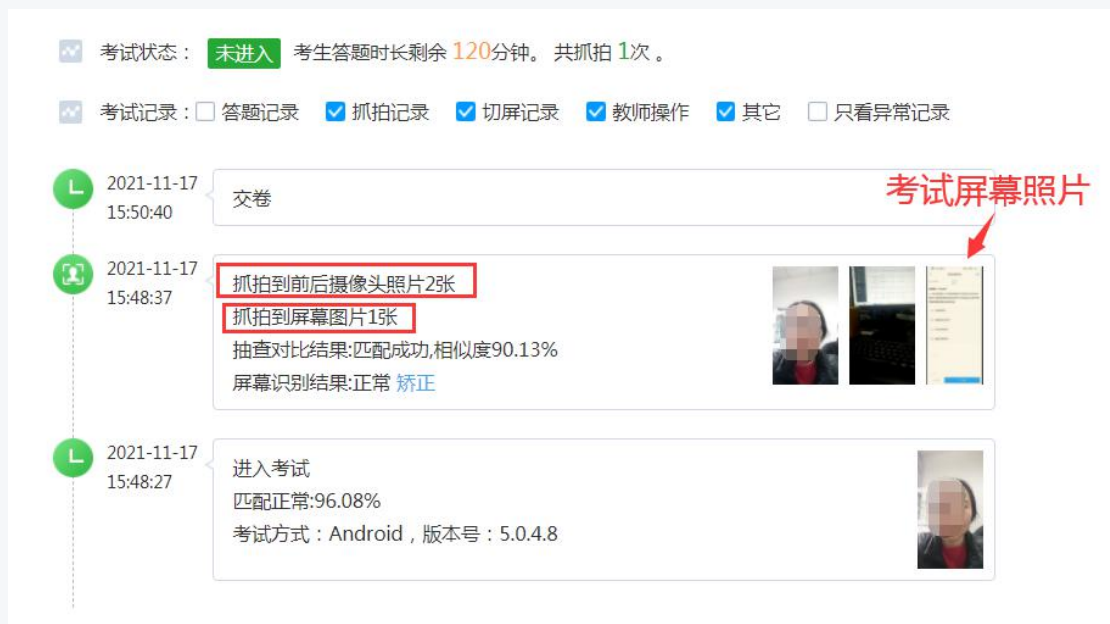 考试状态： 未进入 考生答题时长剩余 120分钟。 共抓拍 1次 。
考试记录： 答题记录 抓拍记录 切屏记录 教师操作 其它 只看异常记录
考试屏幕照片
2021-11-17
15:50:40
交卷
2021-11-17
15:48:37
抓拍到前后摄像头照片2张
抓拍到屏幕图片1张
抽查对比结果:匹配成功,相似度90.13%
屏幕识别结果:正常 矫正
2021-11-17
15:48:27
进入考试
匹配正常:96.08%
考试方式：Android，版本号：5.0.4.8